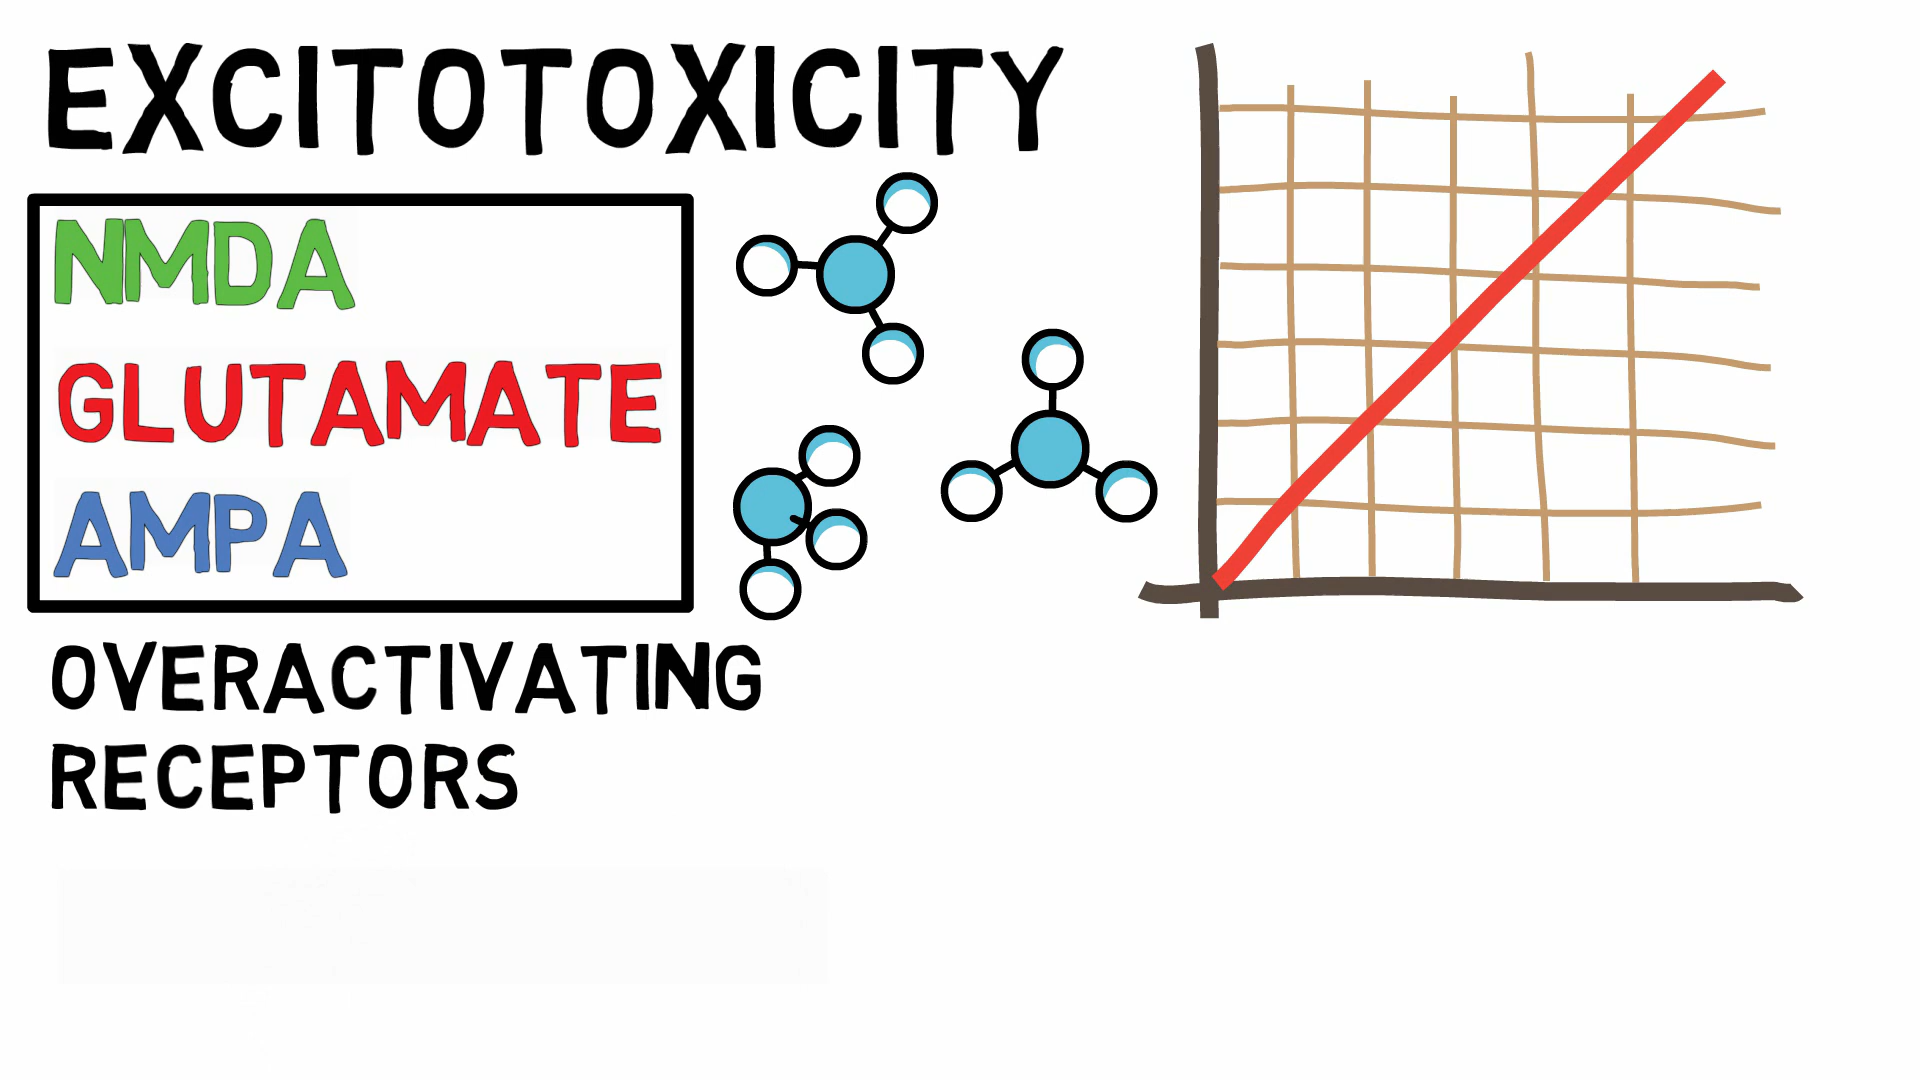 EXCITOTOXICITY
NMDA
GLUTAMATE
AMPA
OVERACTIVATING
RECEPTORS